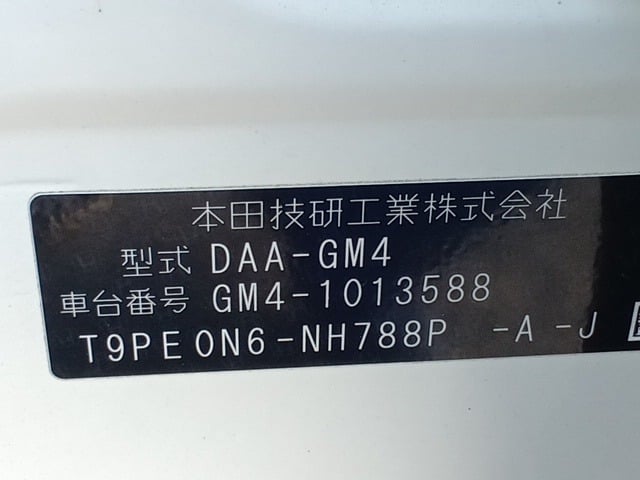 本田技研工業株式会社
型式 DAA-GM4
車台番号 GM4-1013588
T9PE0N6-NH788P -A -J